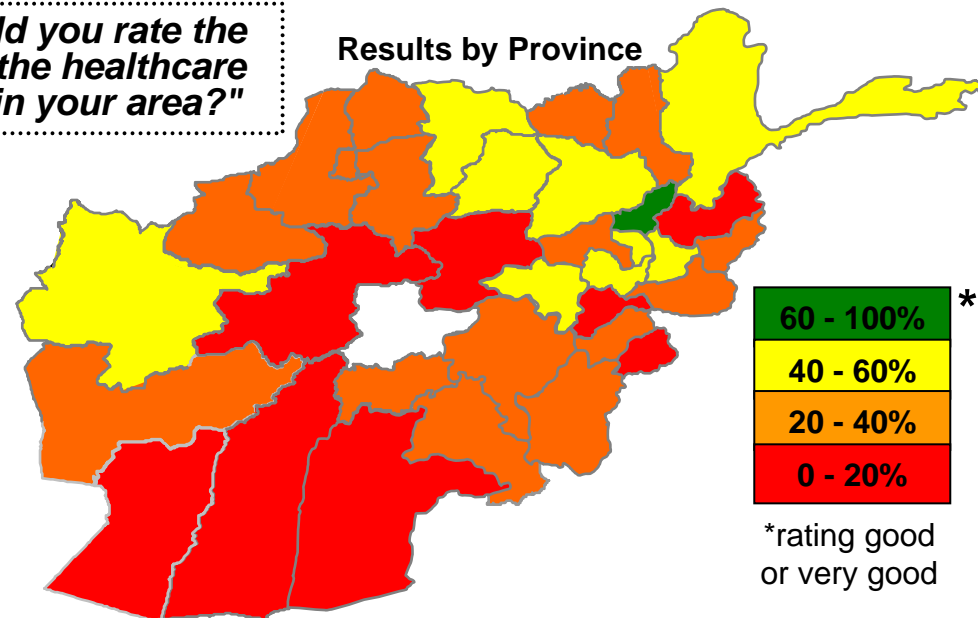 ld you rate the
the healthcare
in your area?"
Results by Province
*
60 - 100%
40 - 60%
20 - 40%
0 - 20%
*rating good
or very good